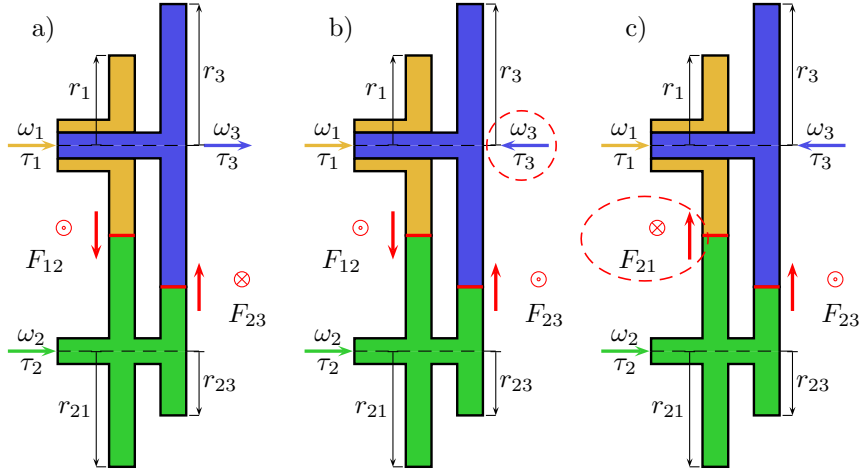 a)
r₁
r₃
ω₁
τ₁
ω₃
τ₃
F₁₂
F₂₃
ω₂
τ₂
r₂₁
r₂₃
b)
r₁
r₃
ω₁
τ₁
ω₃
τ₃
F₁₂
F₂₃
ω₂
τ₂
r₂₁
r₂₃
c)
r₁
r₃
ω₁
τ₁
ω₃
τ₃
F₂₁
F₂₃
ω₂
τ₂
r₂₁
r₂₃